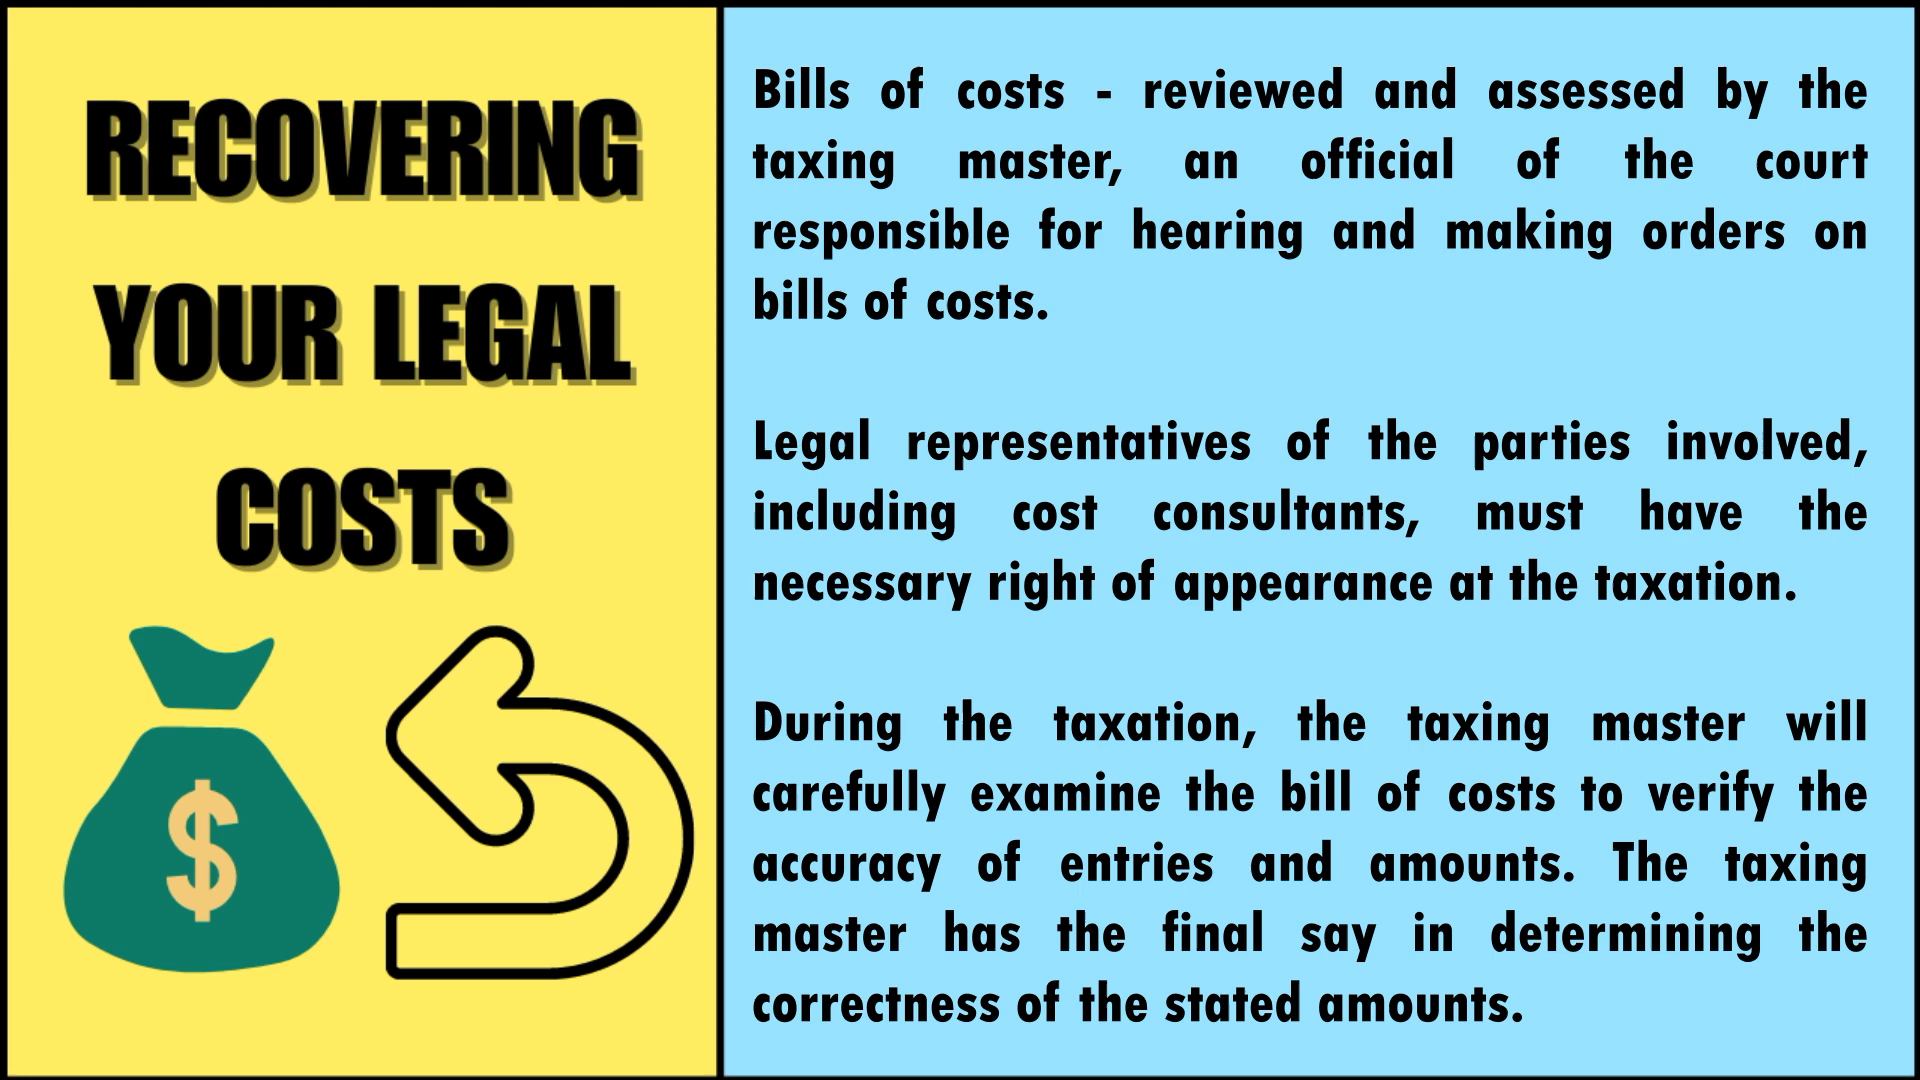 RECOVERING
YOUR LEGAL
COSTS
$
Bills of costs - reviewed and assessed by the
taxing master, an official of the court
responsible for hearing and making orders on
bills of costs.
Legal representatives of the parties involved,
including cost consultants, must have the
necessary right of appearance at the taxation.
During the taxation, the taxing master will
carefully examine the bill of costs to verify the
accuracy of entries and amounts. The taxing
master has the final say in determining the
correctness of the stated amounts.